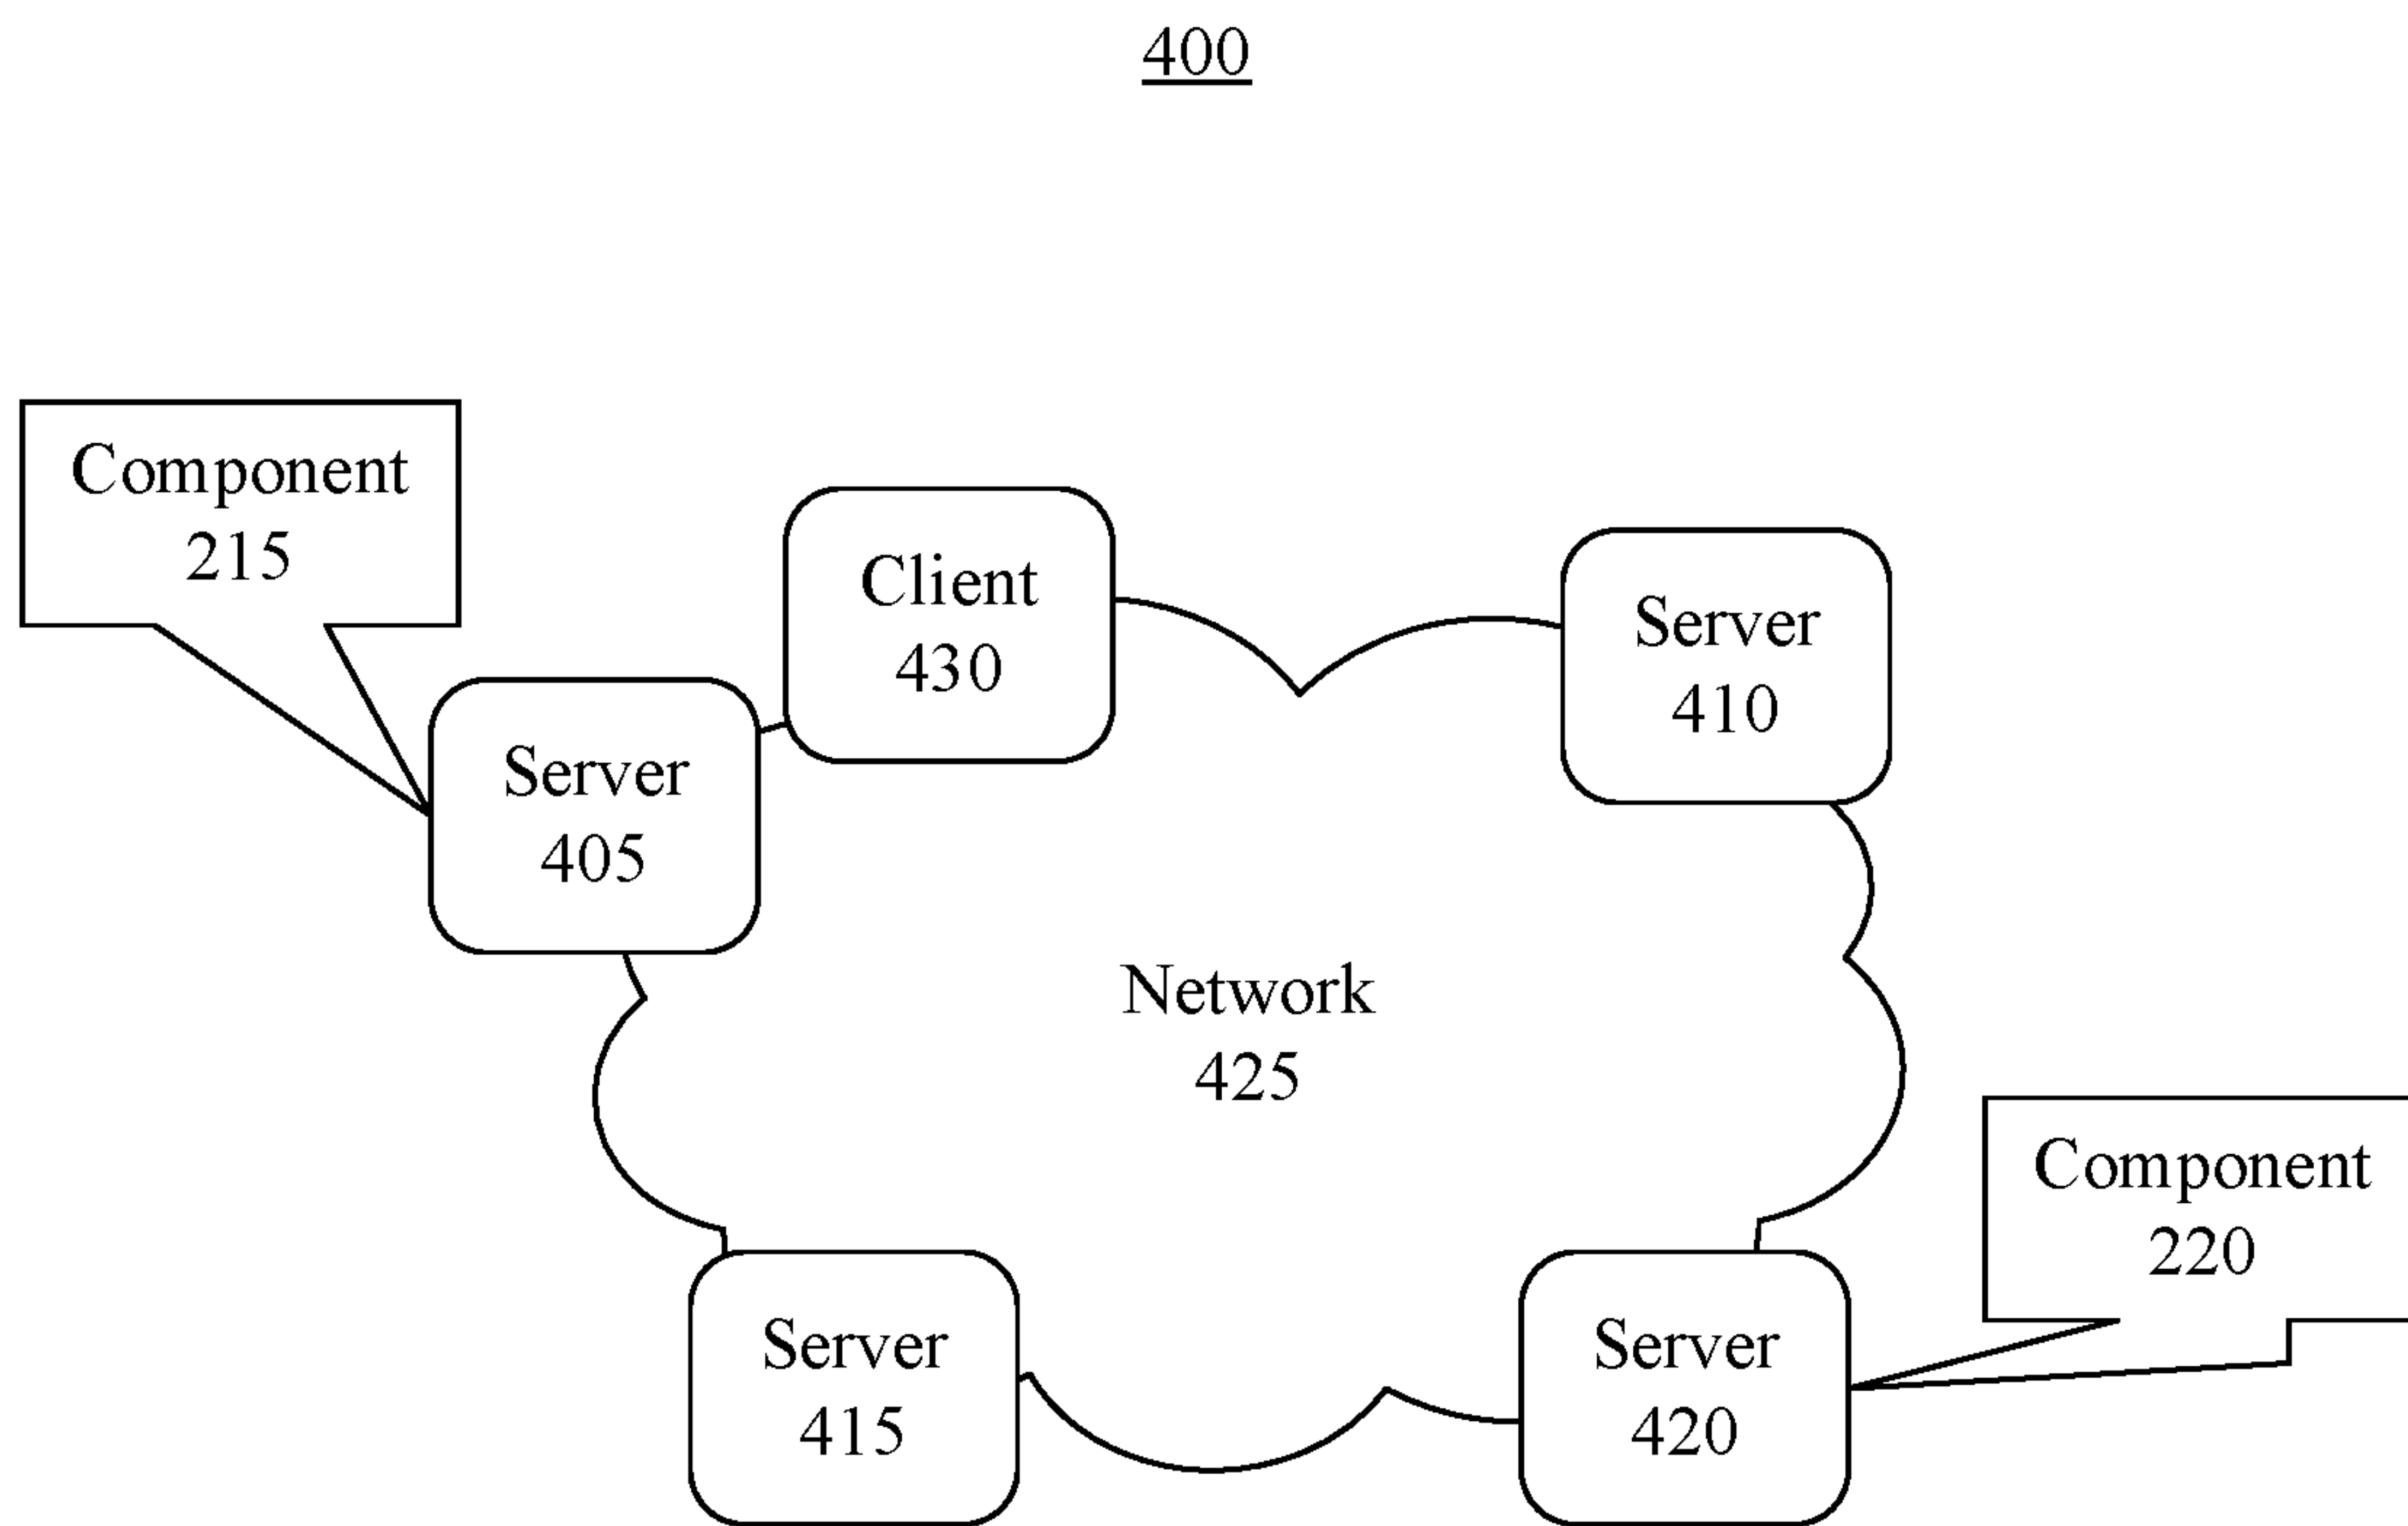 400
Component
215
Client
430
Server
410
Server
405
Network
425
Component
220
Server
415
Server
420